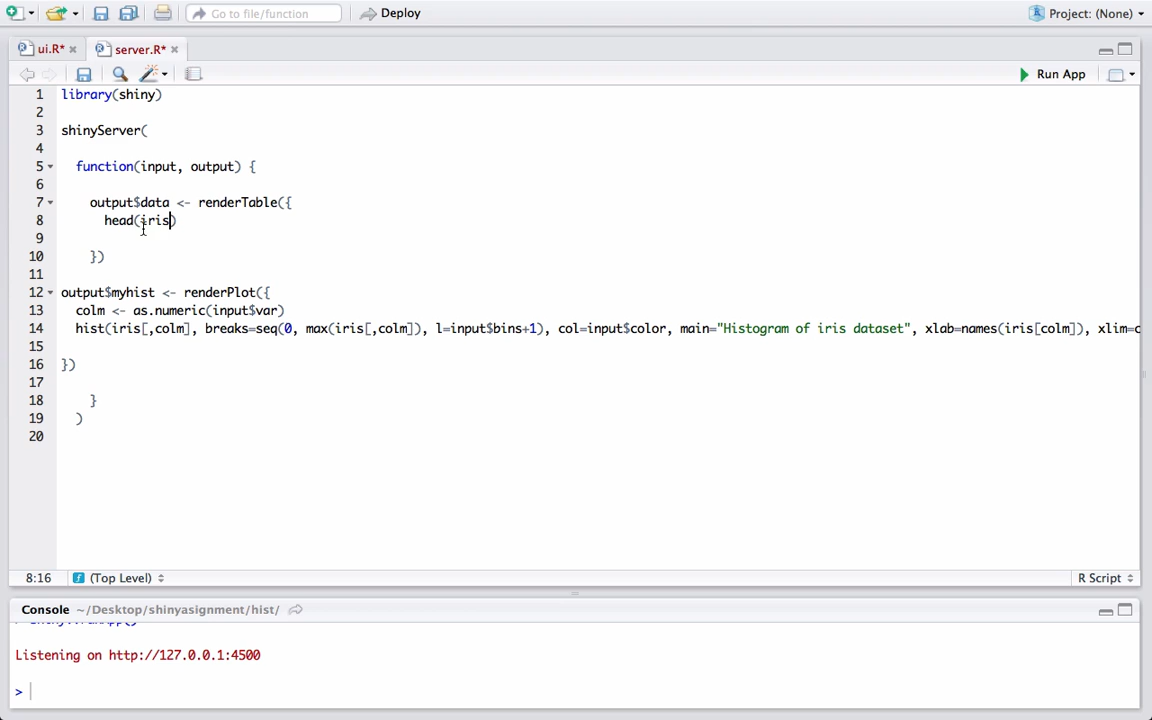 Go to file/function Deploy Project: (None)
ui.R* server.R*
Run App
1 library(shiny)
2
3 shinyServer(
4
5 function(input, output) {
6
7 output$data <- renderTable({
8 head(iris)
9
10 })
11
12 output$myhist <- renderPlot({
13 colm <- as.numeric(input$var)
14 hist(iris[,colm], breaks=seq(0, max(iris[,colm]), l=input$bins+1), col=input$color, main="Histogram of iris dataset", xlab=names(iris[colm]), xlim=c
15
16 })
17
18 }
19 )
20
8:16 (Top Level) R Script
Console ~/Desktop/shinyasignment/hist/
> shiny::runApp()
Listening on http://127.0.0.1:4500
>